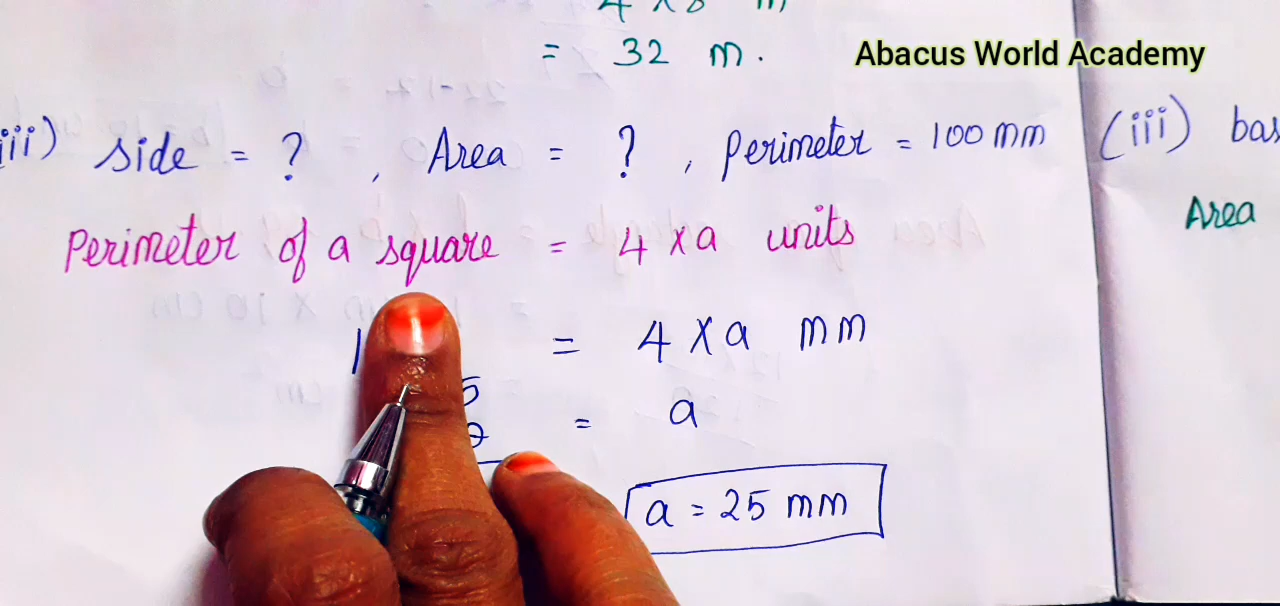 = 32 m.
Abacus World Academy
iii) side = ? , Area = ? , Perimeter = 100 mm
Perimeter of a square = 4 x a units
= 4 x a mm
= a
a = 25 mm
(iii) bas
Area